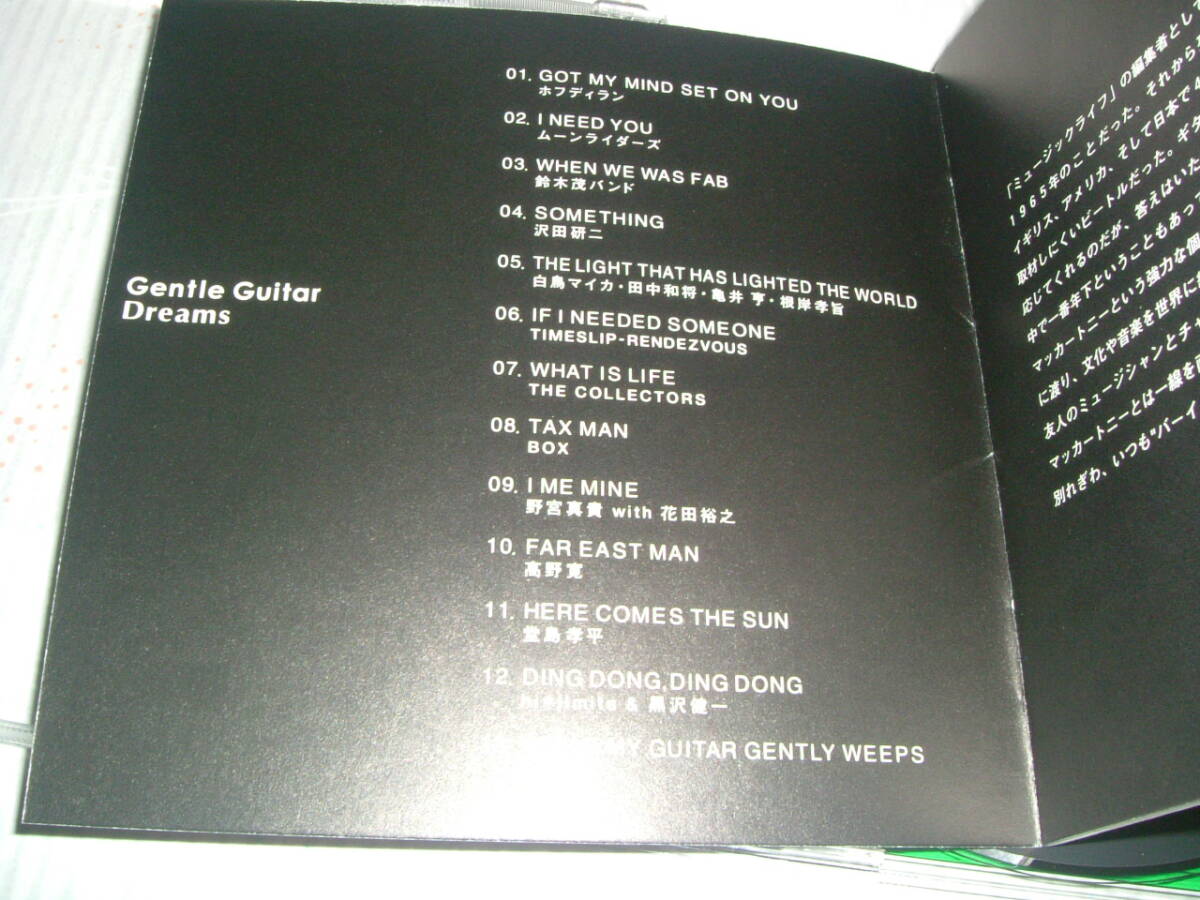 Gentle Guitar
Dreams
01. GOT MY MIND SET ON YOU
ホフディラン
02. I NEED YOU
ムーンライダーズ
03. WHEN WE WAS FAB
鈴木茂バンド
04. SOMETHING
沢田研二
05. THE LIGHT THAT HAS LIGHTED THE WORLD
白鳥マイカ・田中和将・亀井 亨・根岸孝旨
06. IF I NEEDED SOMEONE
TIMESLIP-RENDEZVOUS
07. WHAT IS LIFE
THE COLLECTORS
08. TAX MAN
BOX
09. I ME MINE
野宮真貴 with 花田裕之
10. FAR EAST MAN
高野寛
11. HERE COMES THE SUN
堂島孝平
12. DING DONG, DING DONG
& 黒沢健一
MY GUITAR GENTLY WEEPS
「ミュージックライフ」の編集者として
1965年のことだった。それから
イギリス、アメリカ、そして日本で4
取材しにくいビートルだった。ギタ
応じてくれるのだが、答えはいた
中で一番年下ということもあっ
マッカートニーという強力な個
に渡り、文化や音楽を世界に
友人のミュージシャンとチ
マッカートニーとは一線を
別れぎわ、いつも"バーイ